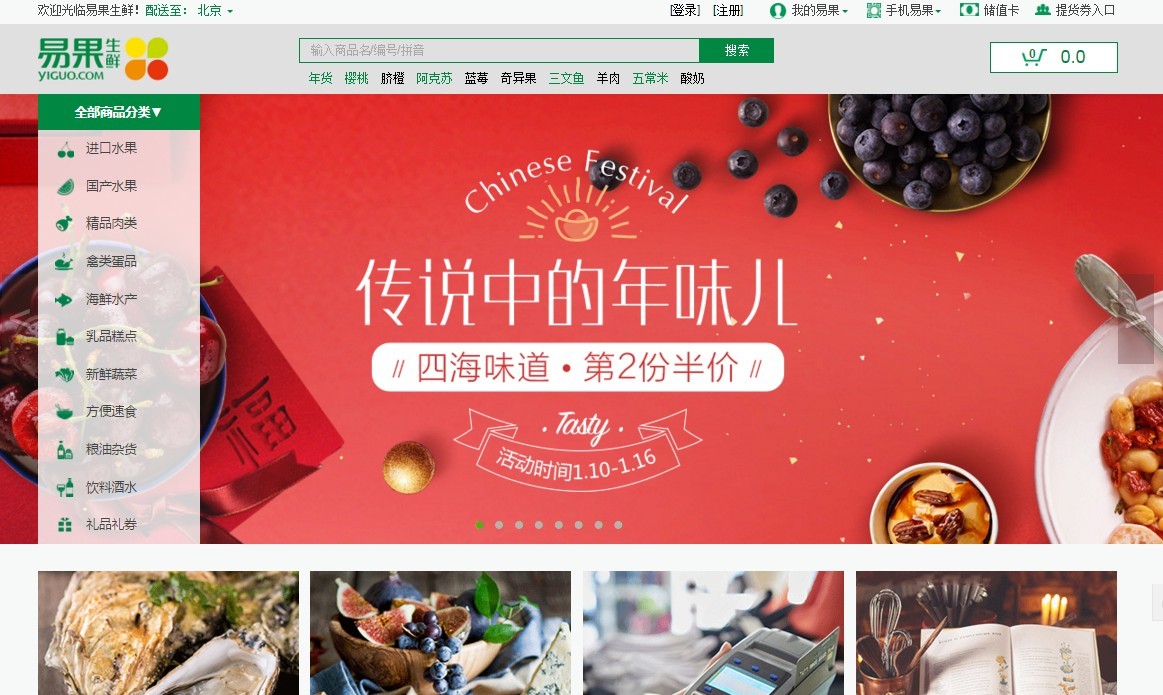 欢迎光临易果生鲜！配送至： 北京
[登录] [注册] 我的易果 手机易果 储值卡 提货券入口
易果生鲜
YIGUO.COM
输入商品名/编号/拼音 搜索
0 0.0
年货 樱桃 脐橙 阿克苏 蓝莓 奇异果 三文鱼 羊肉 五常米 酸奶
全部商品分类▼
进口水果
国产水果
精品肉类
禽类蛋品
海鲜水产
乳品糕点
新鲜蔬菜
方便速食
粮油杂货
饮料酒水
礼品礼券
Chinese Festival
传说中的年味儿
// 四海味道 • 第2份半价 //
· Tasty ·
活动时间1.10-1.16
福